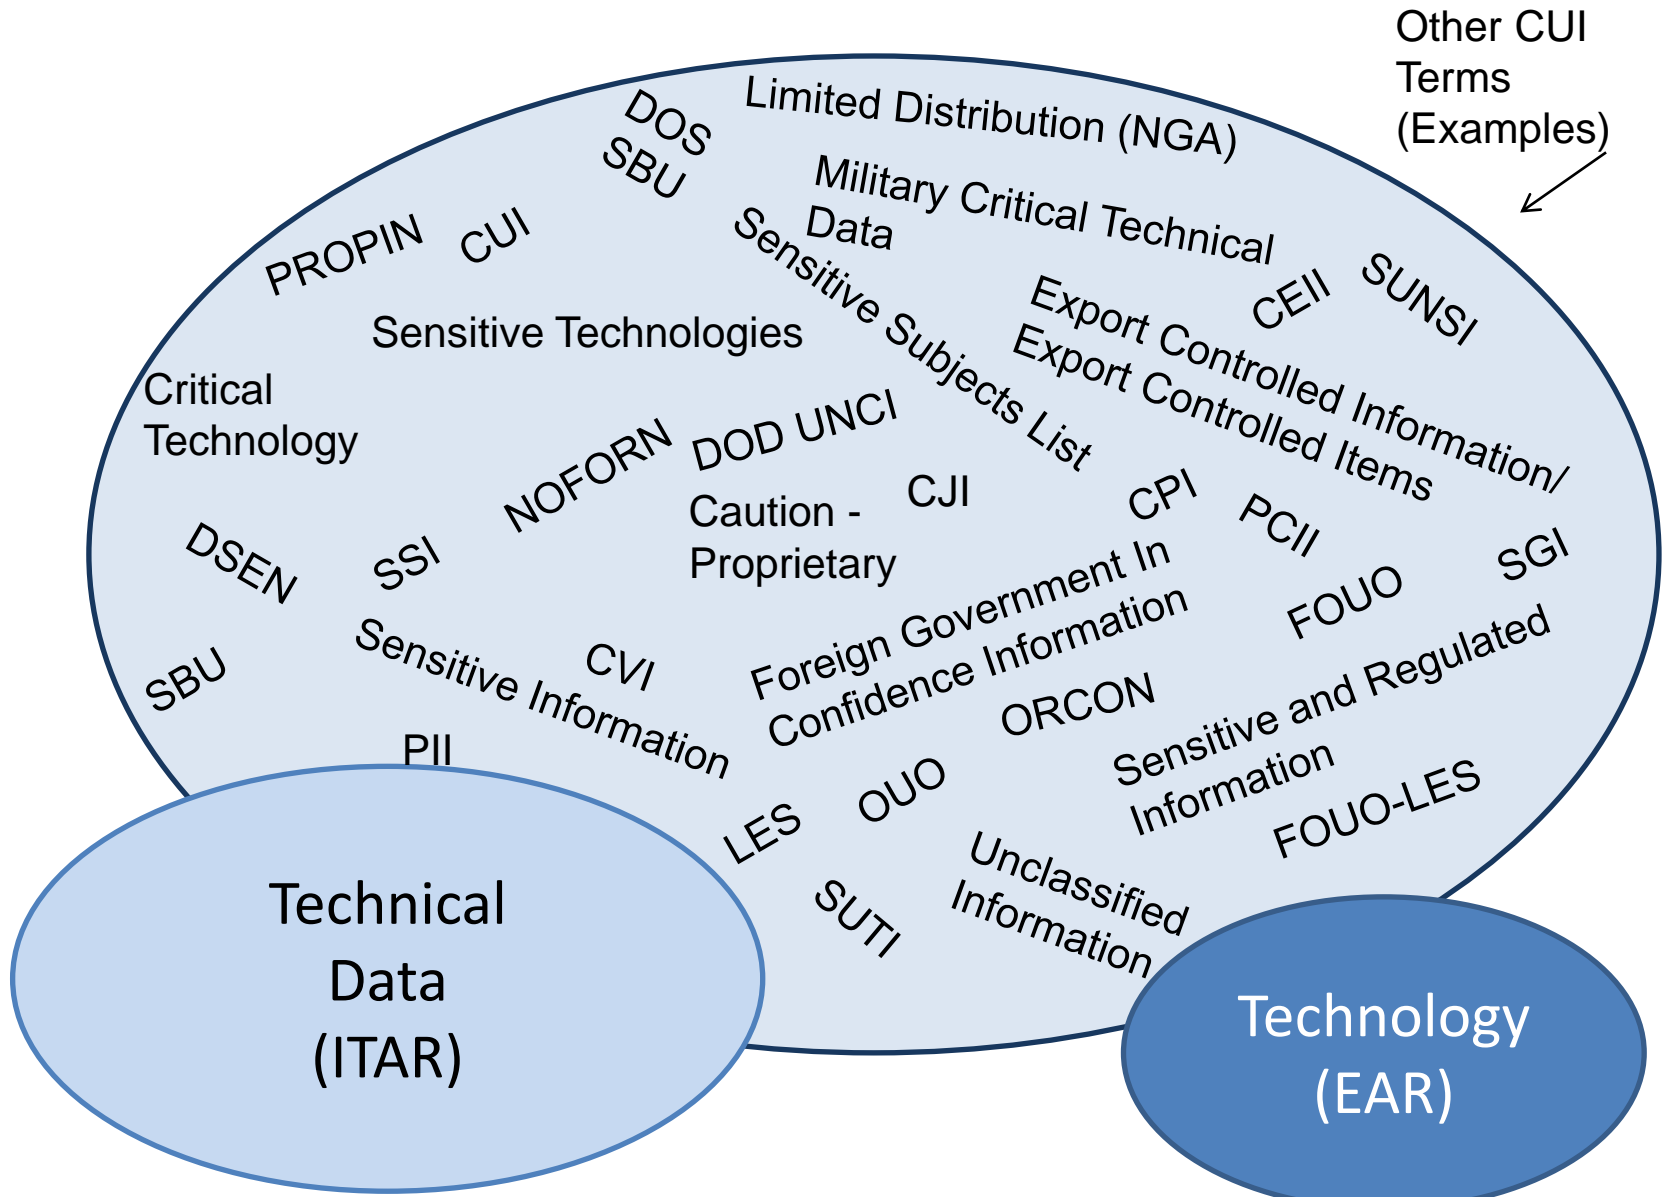 Other CUI
Terms
(Examples)
Limited Distribution (NGA)
DOS
SBU
Military Critical Technical
Data
PROPIN
CUI
Sensitive Subjects List
CEII
SUNSI
Export Controlled Information/
Export Controlled Items
Sensitive Technologies
Critical
Technology
NOFORN
DOD UNCI
CJI
Caution -
Proprietary
CPI
PCII
SGI
DSEN
SSI
FOUO
Foreign Government In
Confidence Information
SBU
Sensitive Information
CVI
ORCON
Sensitive and Regulated
Information
PII
LES
OUO
FOUO-LES
SUTI
Unclassified
Information
Technical
Data
(ITAR)
Technology
(EAR)